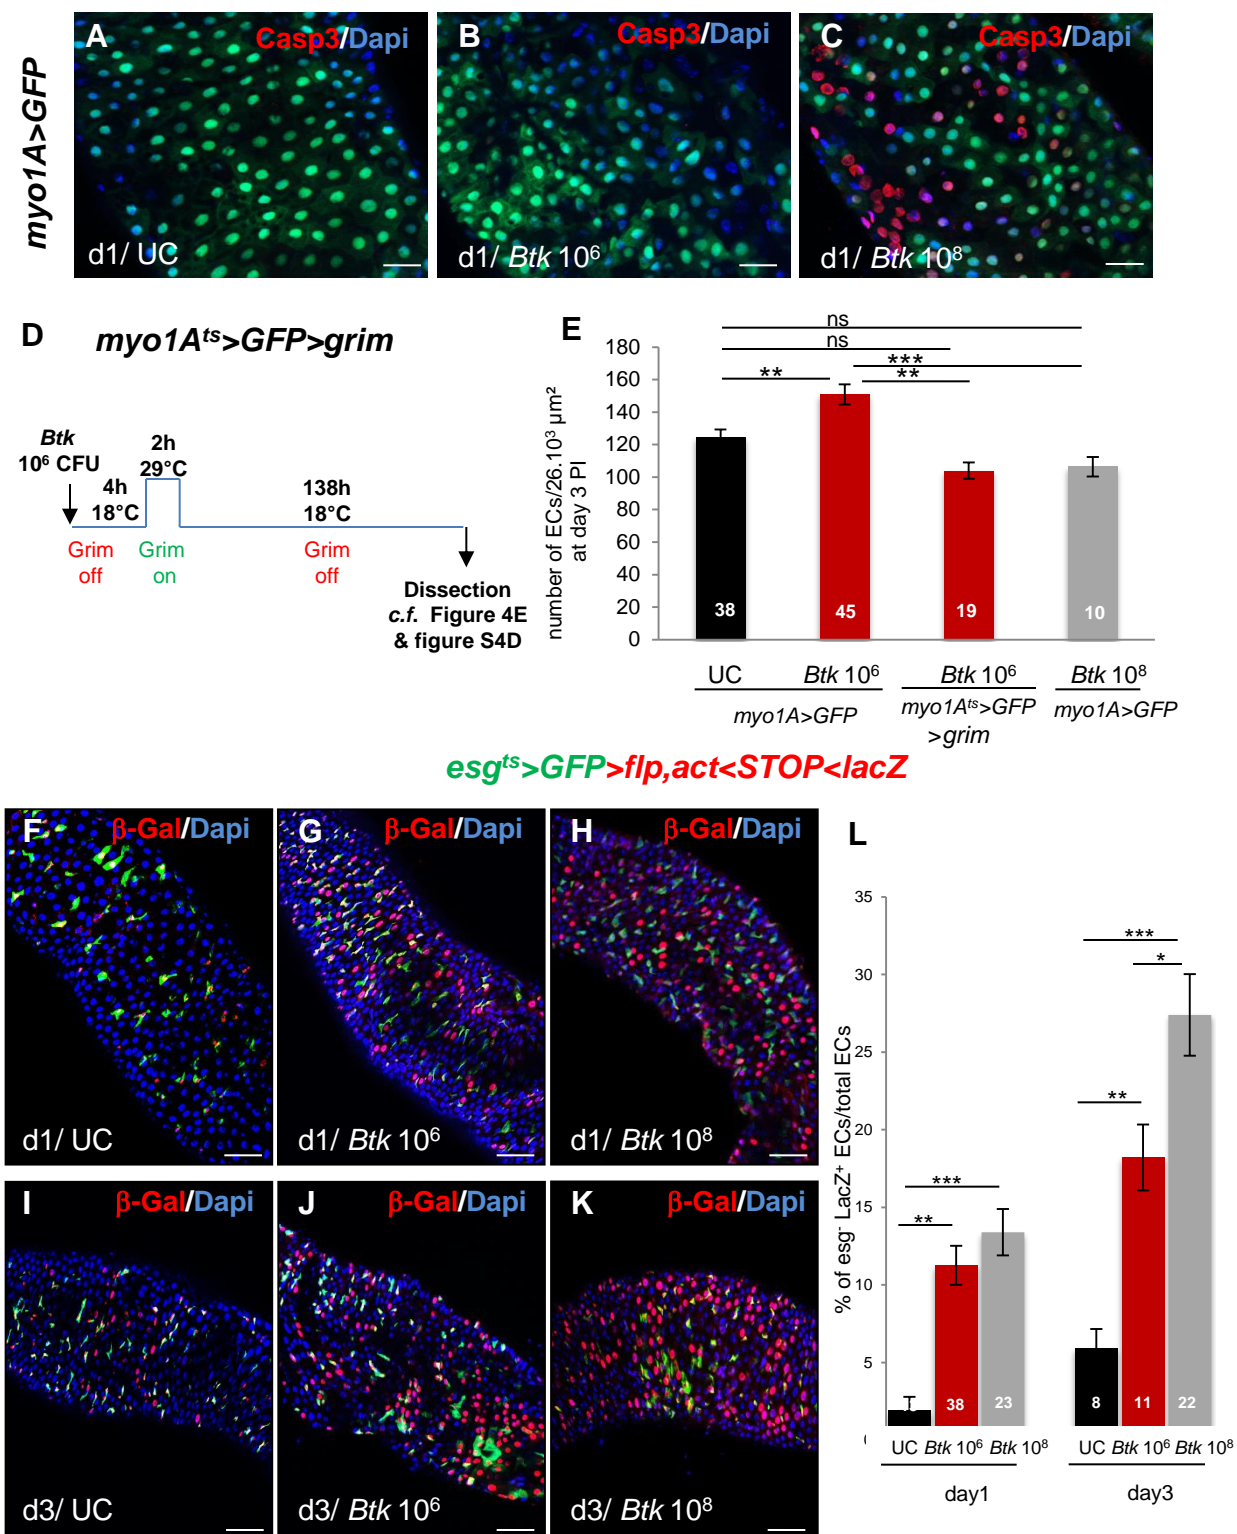 myo1A>GFP
A
Casp3/Dapi
d1/ UC
B
Casp3/Dapi
d1/ Btk 10⁶
C
Casp3/Dapi
d1/ Btk 10⁸
D
myo1Aᵗˢ>GFP>grim
Btk
10⁶ CFU
4h
18°C
2h
29°C
138h
18°C
Grim
off
Grim
on
Grim
off
Dissection
c.f. Figure 4E
& figure S4D
E
number of ECs/26.10³ µm²
at day 3 PI
180
160
140
120
100
80
60
40
20
0
ns
ns
***
**
**
38
45
19
10
UC
Btk 10⁶
Btk 10⁶
Btk 10⁸
myo1A>GFP
myo1Aᵗˢ>GFP
>grim
myo1A>GFP
esgᵗˢ>GFP>flp,act<STOP<lacZ
F
β-Gal/Dapi
d1/ UC
G
β-Gal/Dapi
d1/ Btk 10⁶
H
β-Gal/Dapi
d1/ Btk 10⁸
I
β-Gal/Dapi
d3/ UC
J
β-Gal/Dapi
d3/ Btk 10⁶
K
β-Gal/Dapi
d3/ Btk 10⁸
L
% of esg⁻ LacZ⁺ ECs/total ECs
35
30
25
20
15
10
5
***
**
***
*
**
38
23
8
11
22
UC Btk 10⁶ Btk 10⁸
UC Btk 10⁶ Btk 10⁸
day1
day3